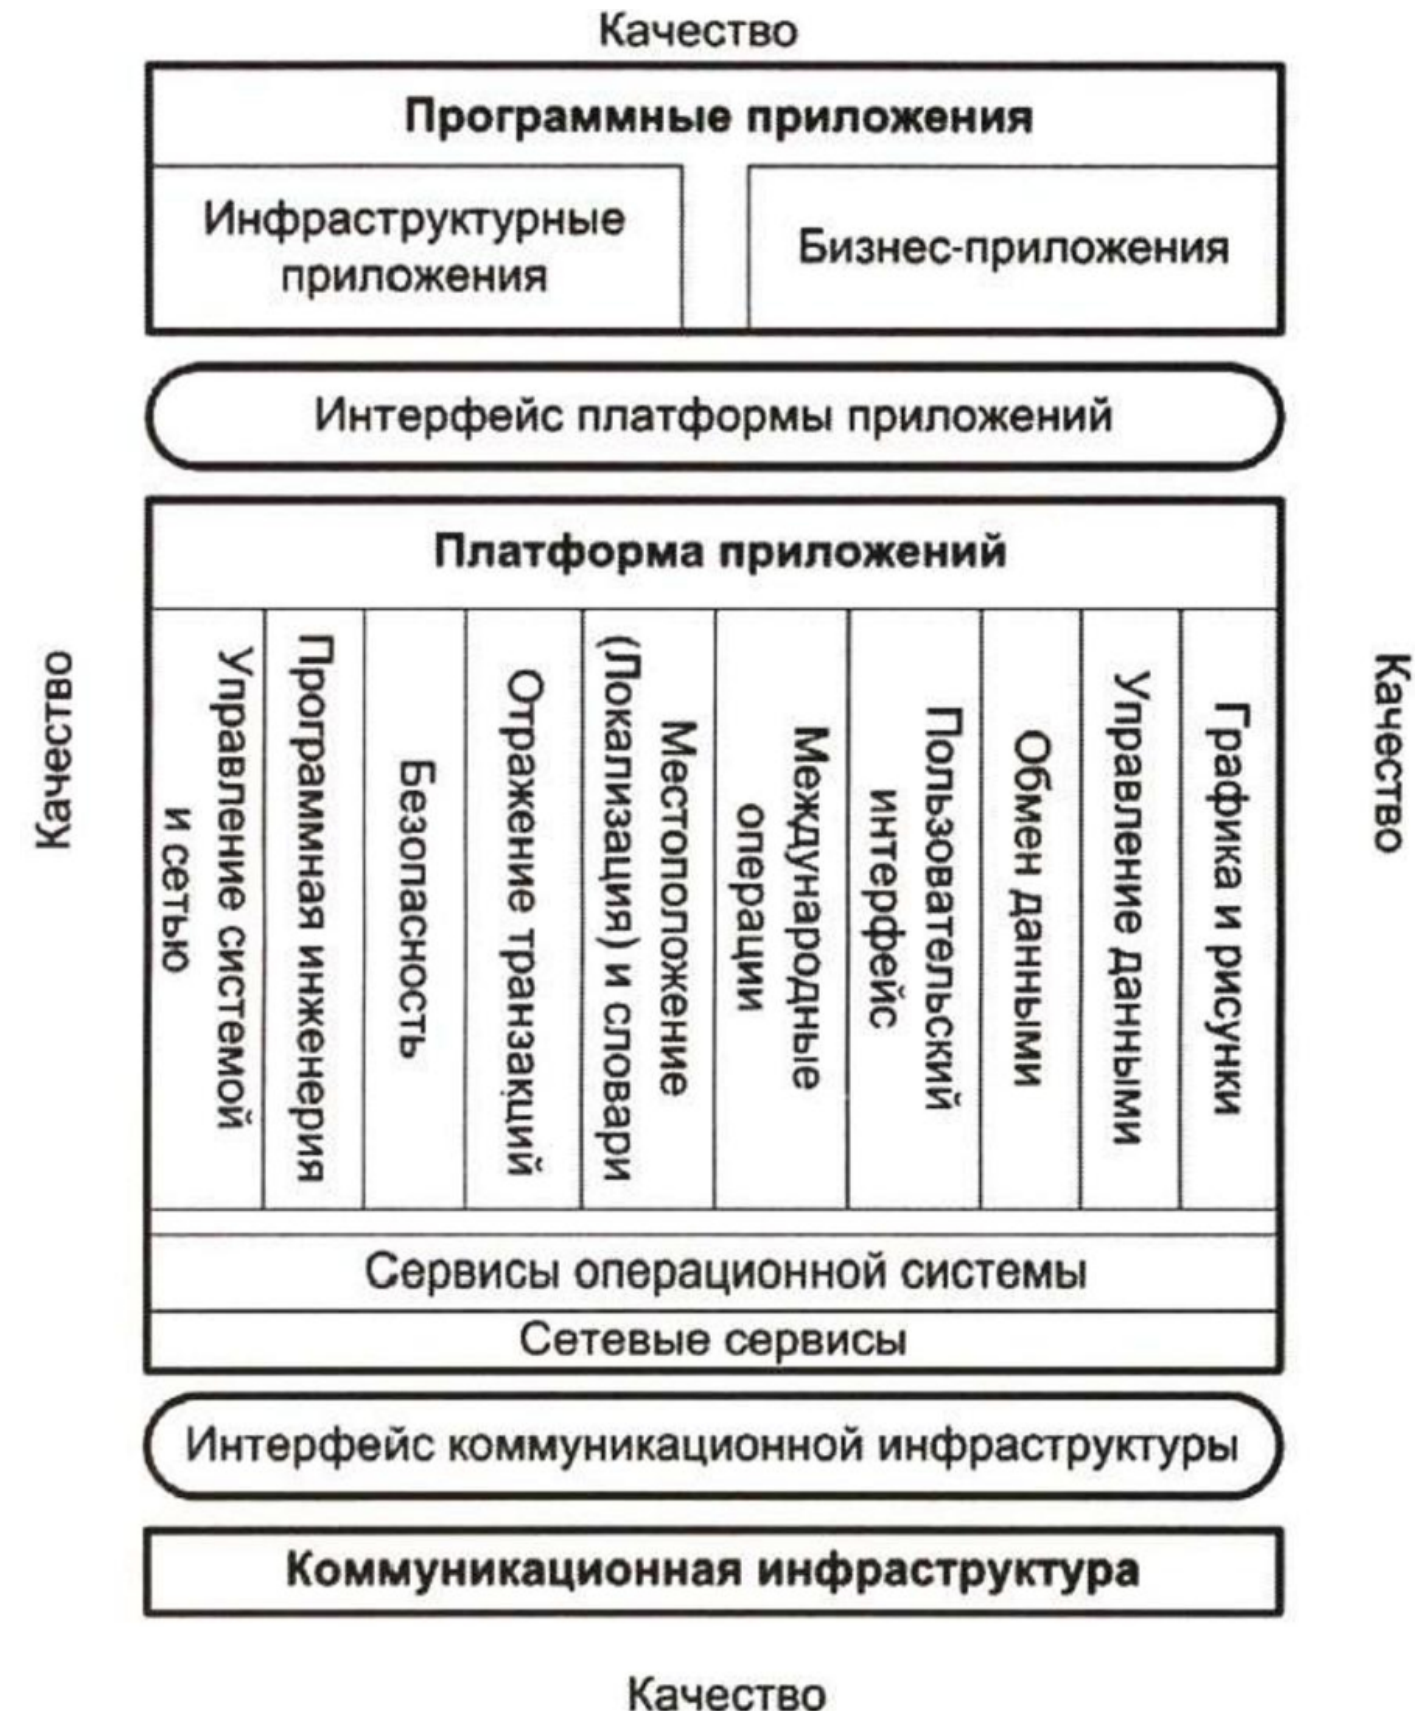 Качество
Программные приложения
Инфраструктурные
приложения
Бизнес-приложения
Интерфейс платформы приложений
Платформа приложений
Качество
Управление системой
и сетью
Программная инженерия
Безопасность
Отражение транзакций
Местоположение
(Локализация) и словари
Международные
операции
Пользовательский
интерфейс
Обмен данными
Управление данными
Графика и рисунки
Качество
Сервисы операционной системы
Сетевые сервисы
Интерфейс коммуникационной инфраструктуры
Коммуникационная инфраструктура
Качество